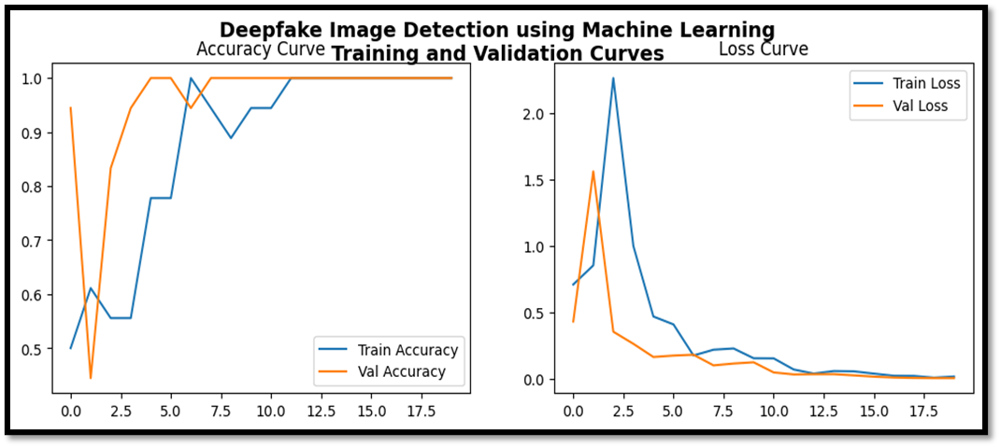 Deepfake Image Detection using Machine Learning
Training and Validation Curves
Accuracy Curve
1.0
0.9
0.8
0.7
0.6
0.5
Train Accuracy
Val Accuracy
0.0 2.5 5.0 7.5 10.0 12.5 15.0 17.5
Loss Curve
Train Loss
Val Loss
2.0
1.5
1.0
0.5
0.0
0.0 2.5 5.0 7.5 10.0 12.5 15.0 17.5